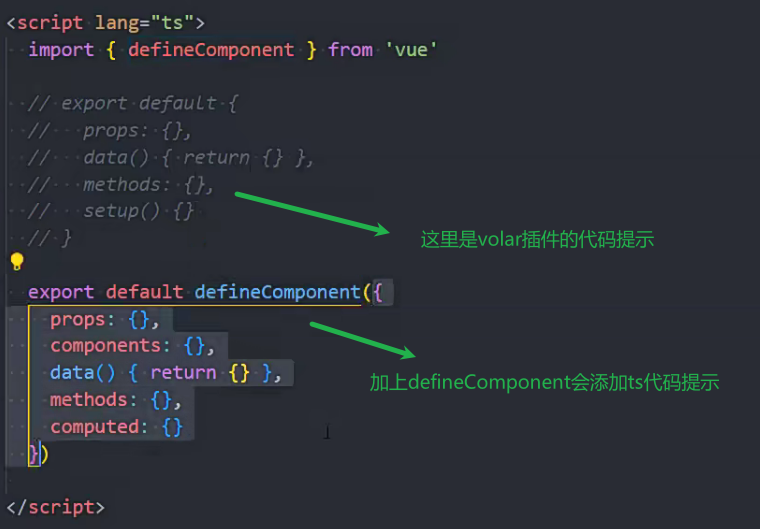 <script lang="ts">
import { defineComponent } from 'vue'
// export default {
//   props: {},
//   data() { return {} },
//   methods: {},
//   setup() {}
// }
这里是volar插件的代码提示
export default defineComponent({
props: {},
components: {},
data() { return {} },
methods: {},
computed: {}
加上defineComponent会添加ts代码提示
})
</script>